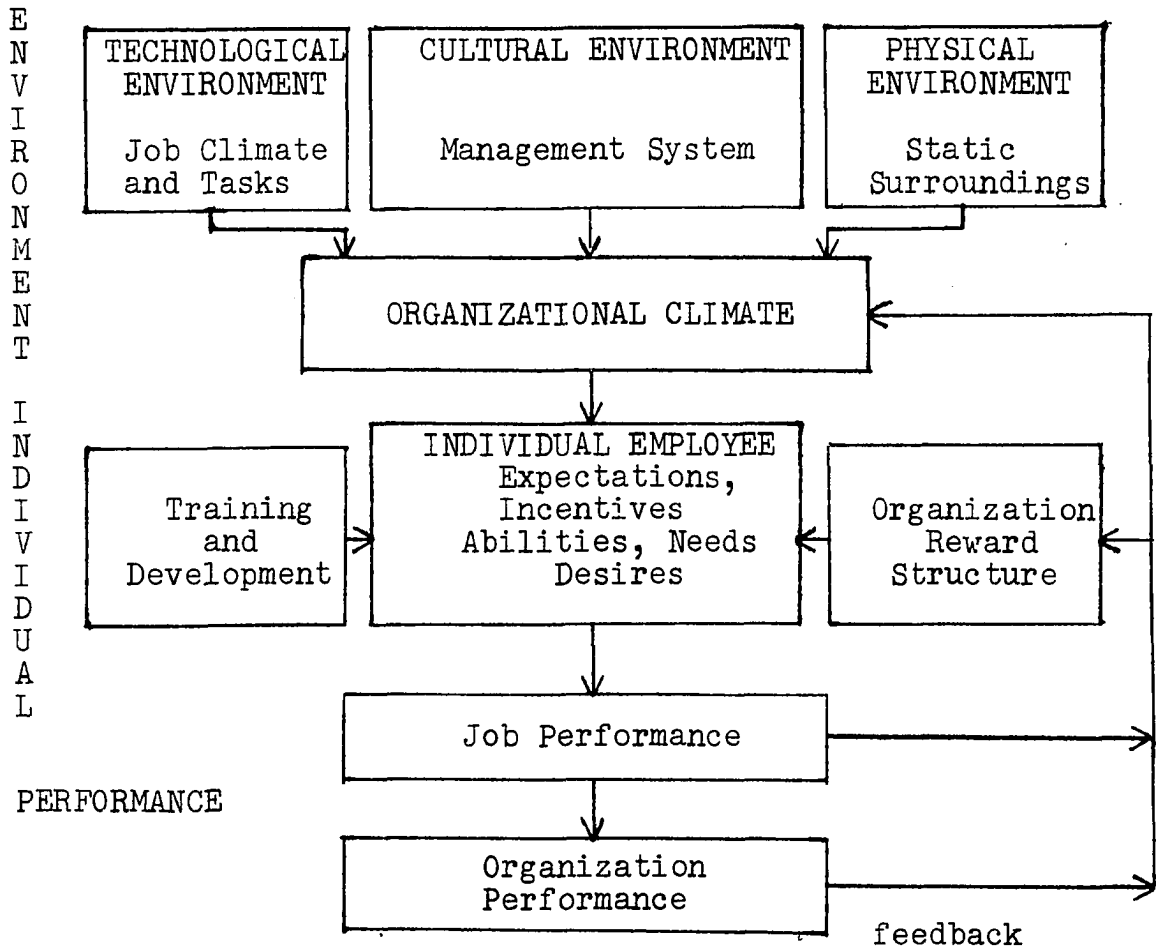 ENVIRONMENT
INDIVIDUAL
PERFORMANCE
TECHNOLOGICAL
ENVIRONMENT
Job Climate
and Tasks
CULTURAL ENVIRONMENT
Management System
PHYSICAL
ENVIRONMENT
Static
Surroundings
ORGANIZATIONAL CLIMATE
Training
and
Development
INDIVIDUAL EMPLOYEE
Expectations,
Incentives
Abilities, Needs
Desires
Organization
Reward
Structure
Job Performance
Organization
Performance
feedback